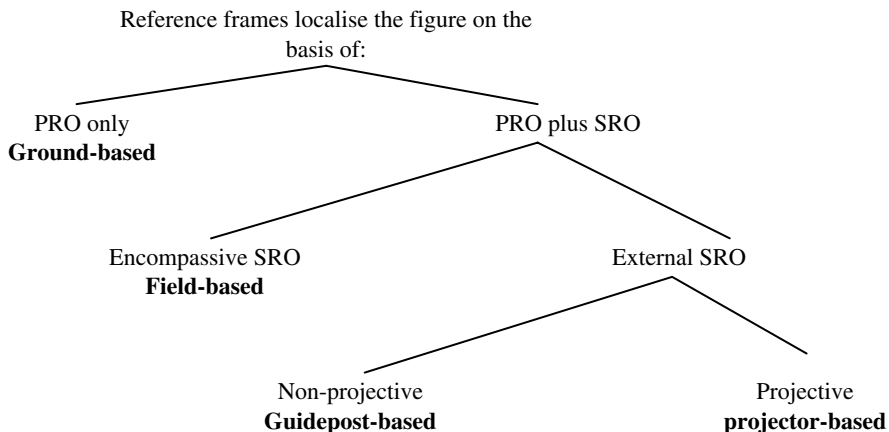 Reference frames localise the figure on the
basis of:
PRO only
Ground-based
PRO plus SRO
Encompassive SRO
Field-based
External SRO
Non-projective
Guidepost-based
Projective
projector-based